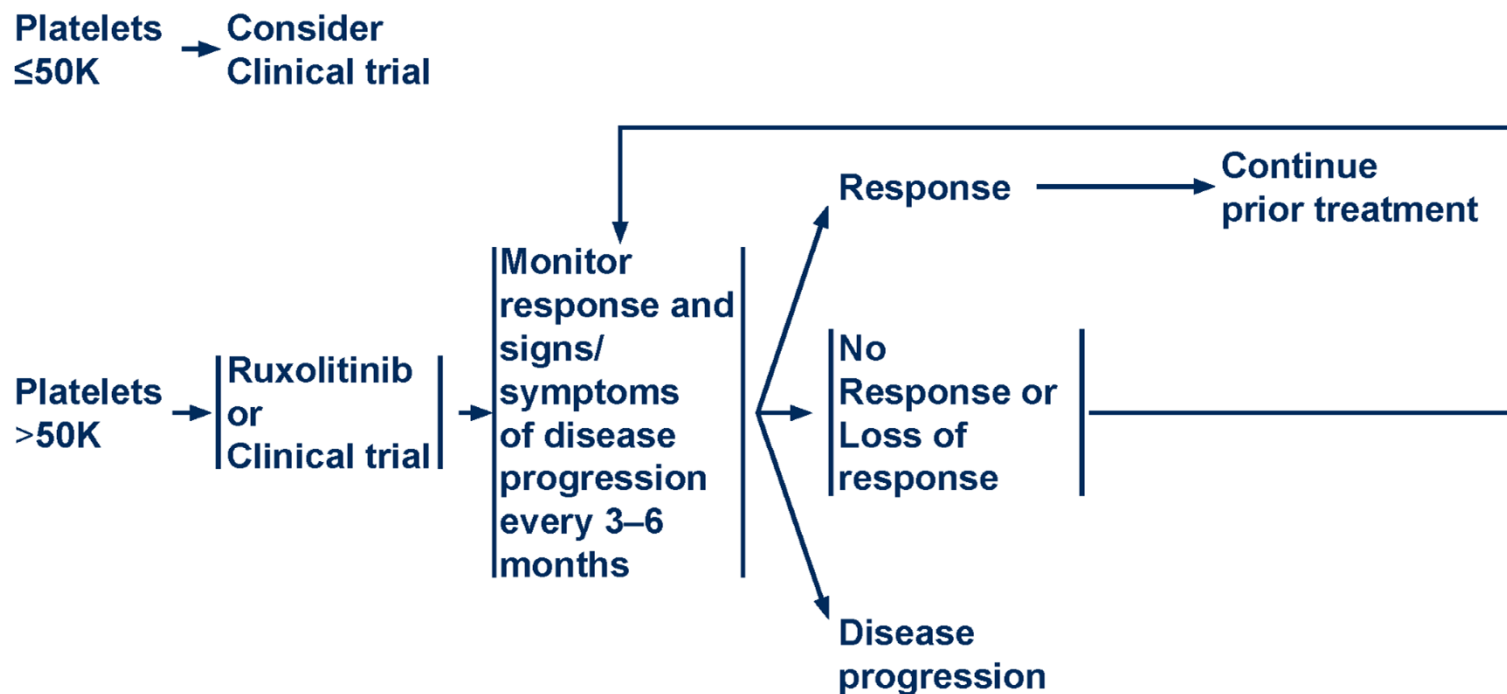 Platelets
≤50K
Consider
Clinical trial
Response
Continue
prior treatment
Monitor
response and
signs/
symptoms
of disease
progression
every 3–6
months
Platelets
>50K
Ruxolitinib
or
Clinical trial
No
Response or
Loss of
response
Disease
progression